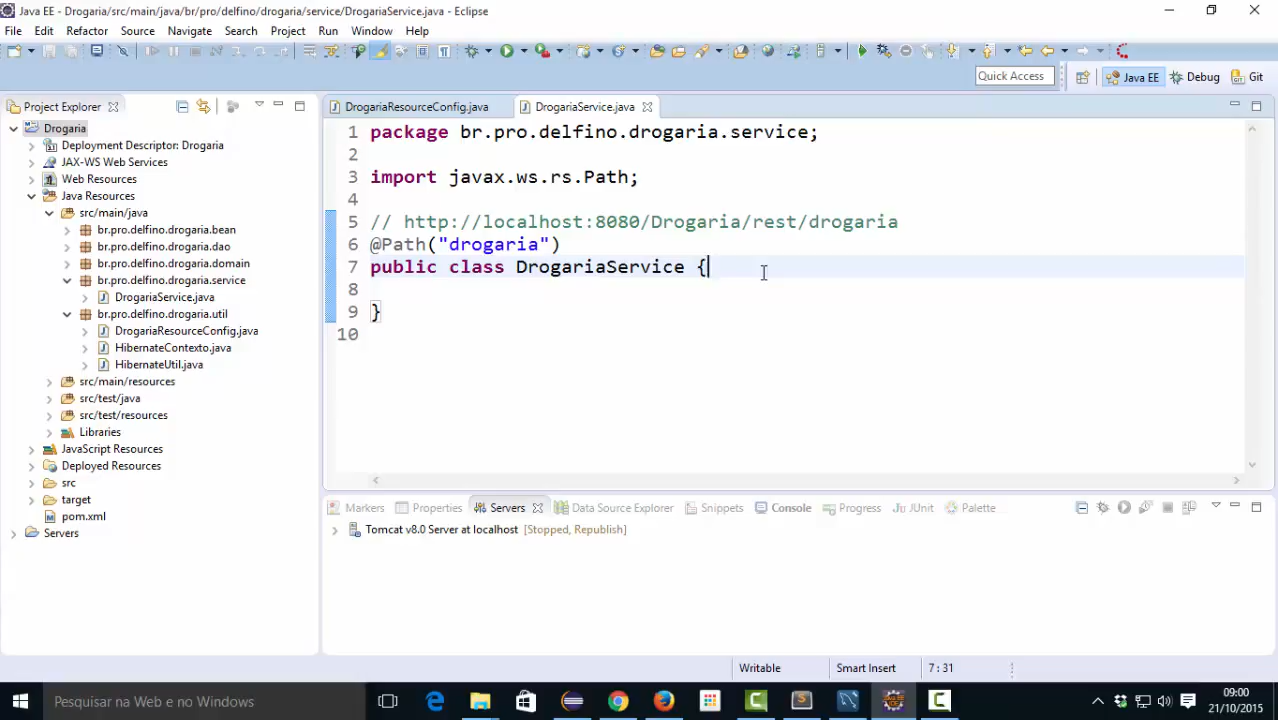 Java EE - Drogaria/src/main/java/br/pro/delfino/drogaria/service/DrogariaService.java - Eclipse
File Edit Refactor Source Navigate Search Project Run Window Help
Quick Access Java EE Debug Git
Project Explorer
Drogaria
Deployment Descriptor: Drogaria
JAX-WS Web Services
Web Resources
Java Resources
src/main/java
br.pro.delfino.drogaria.bean
br.pro.delfino.drogaria.dao
br.pro.delfino.drogaria.domain
br.pro.delfino.drogaria.service
DrogariaService.java
br.pro.delfino.drogaria.util
DrogariaResourceConfig.java
HibernateContexto.java
HibernateUtil.java
src/main/resources
src/test/java
src/test/resources
Libraries
JavaScript Resources
Deployed Resources
src
target
pom.xml
Servers
DrogariaResourceConfig.java DrogariaService.java
1 package br.pro.delfino.drogaria.service;
2
3 import javax.ws.rs.Path;
4
5 // http://localhost:8080/Drogaria/rest/drogaria
6 @Path("drogaria")
7 public class DrogariaService {
8
9 }
10
Markers Properties Servers Data Source Explorer Snippets Console Progress JUnit Palette
Tomcat v8.0 Server at localhost [Stopped, Republish]
Writable Smart Insert 7 : 31
Pesquisar na Web e no Windows
09:00
21/10/2015